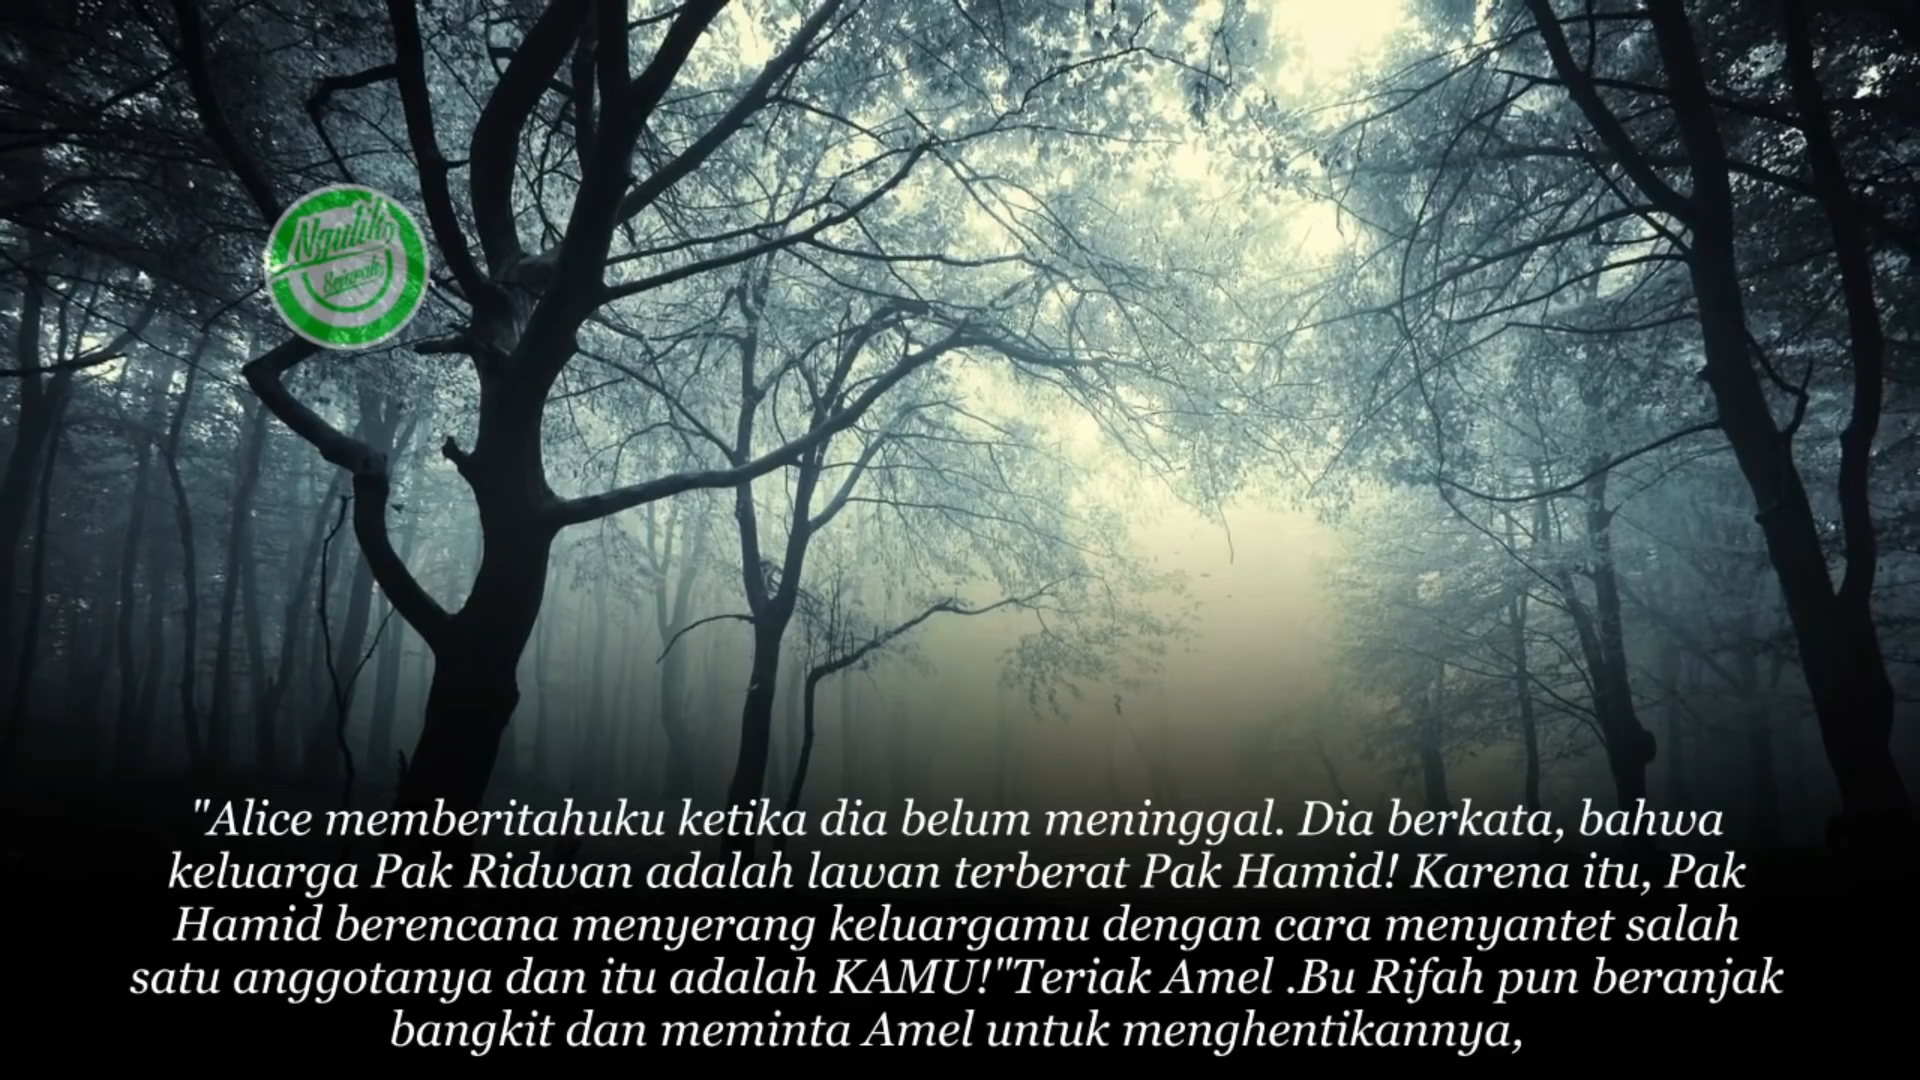 Ngulik
Sejarah
"Alice memberitahuku ketika dia belum meninggal. Dia berkata, bahwa
keluarga Pak Ridwan adalah lawan terberat Pak Hamid! Karena itu, Pak
Hamid berencana menyerang keluargamu dengan cara menyantet salah
satu anggotanya dan itu adalah KAMU!"Teriak Amel .Bu Rifah pun beranjak
bangkit dan meminta Amel untuk menghentikannya,